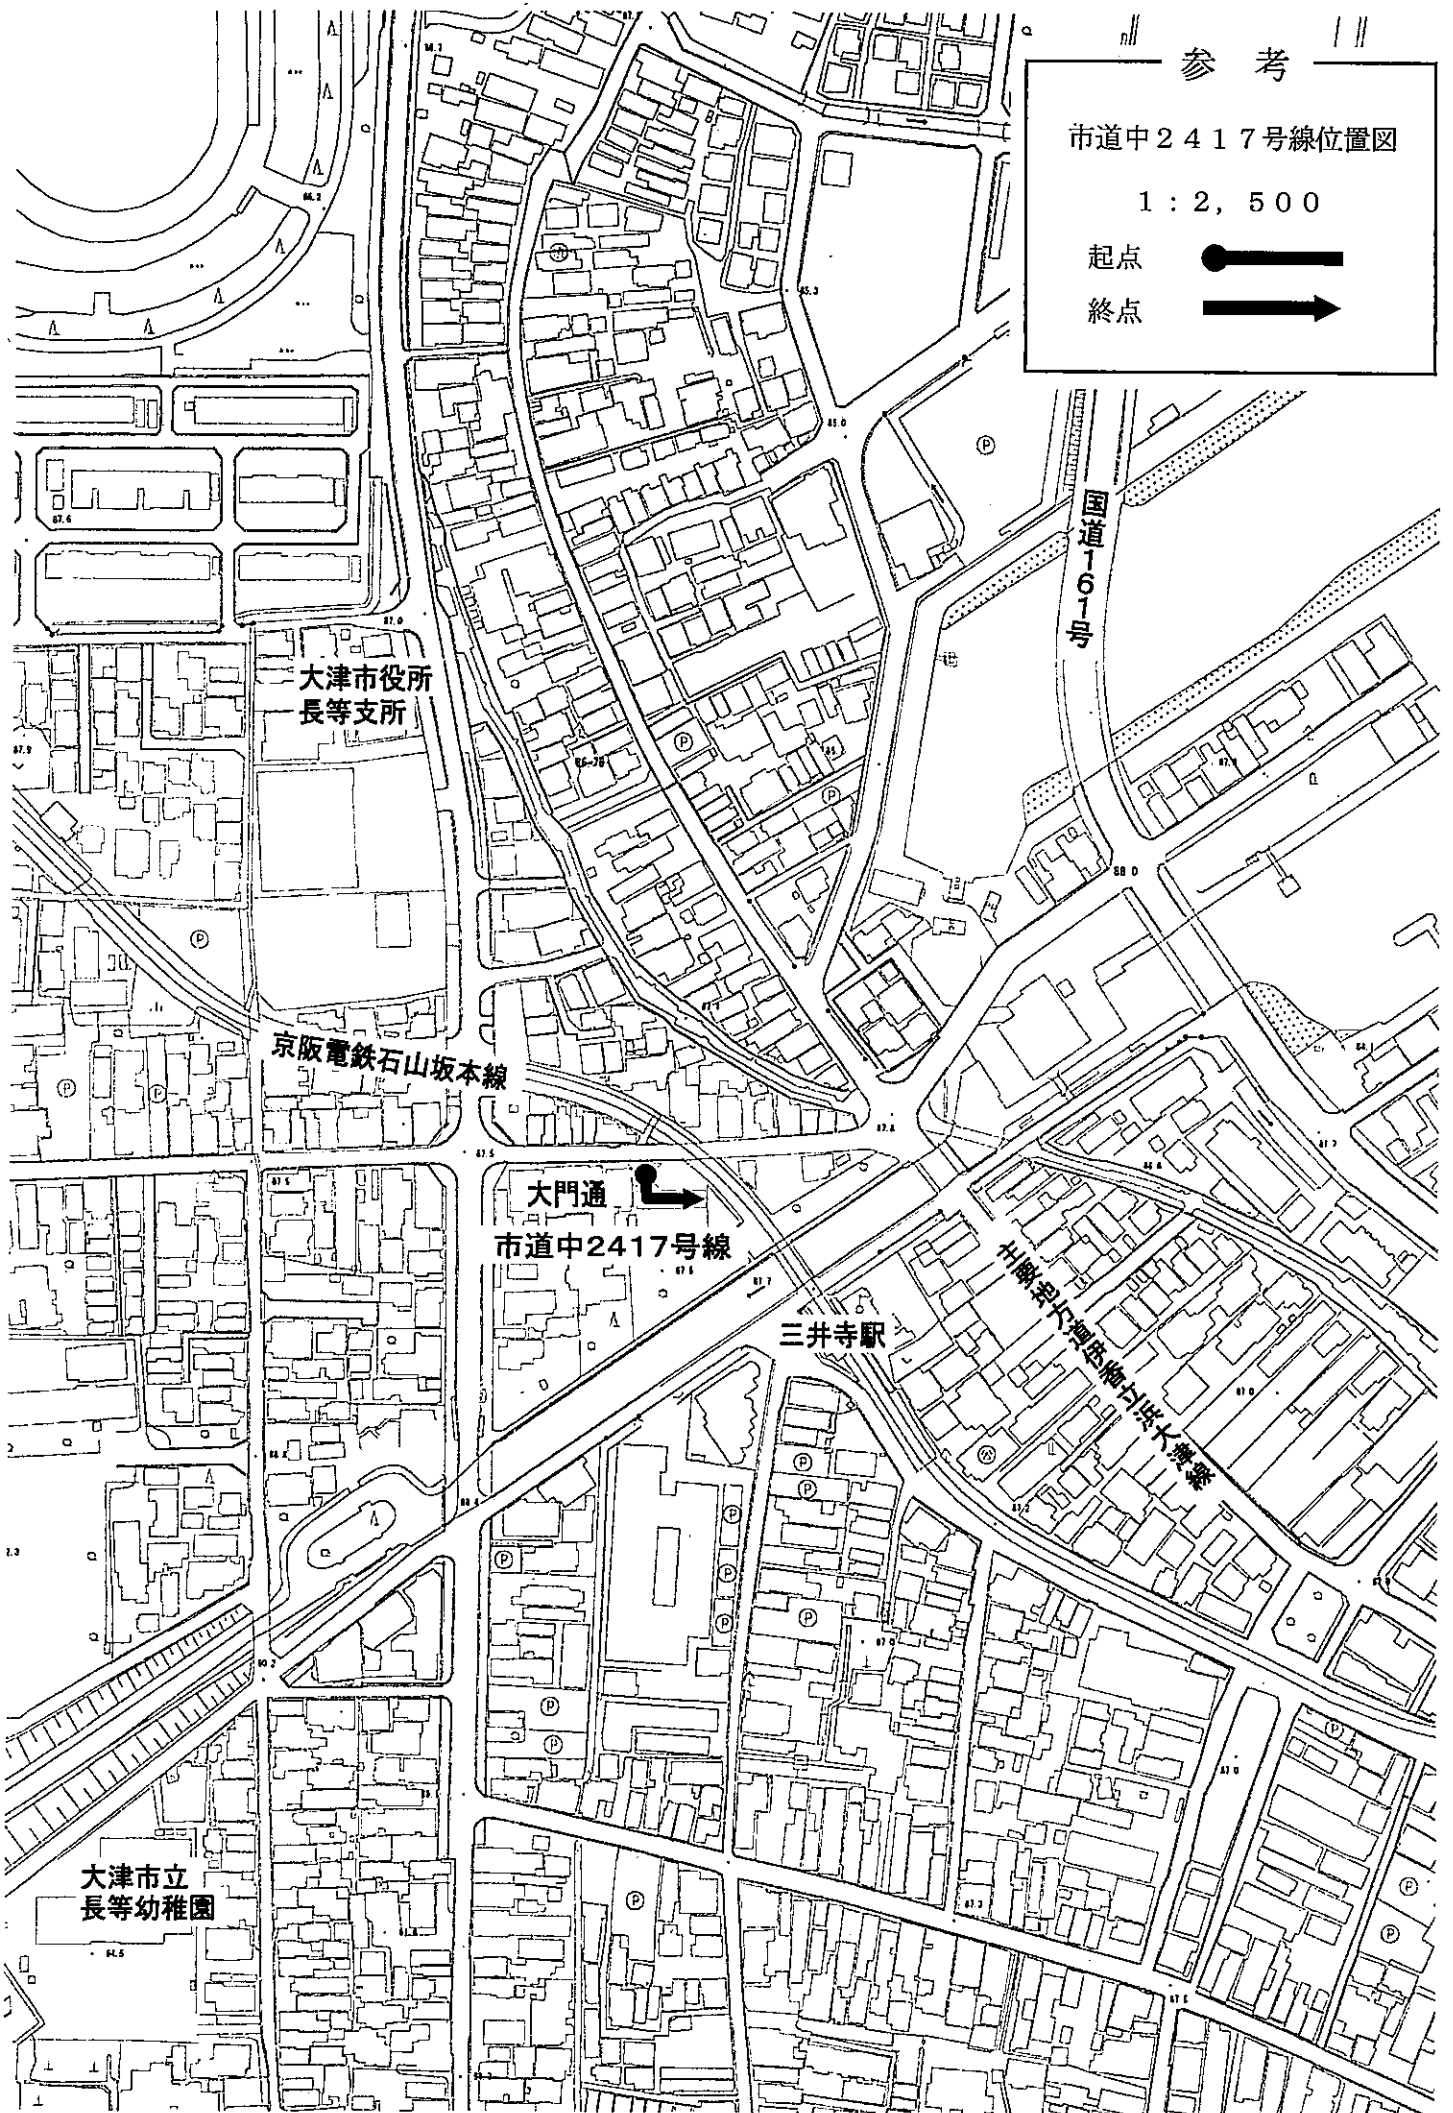 参考
市道中2417号線位置図
1:2,500
起点
終点
国道161号
大津市役所
長等支所
京阪電鉄石山坂本線
大門通
市道中2417号線
三井寺駅
主要地方道伊香立浜大津線
大津市立
長等幼稚園